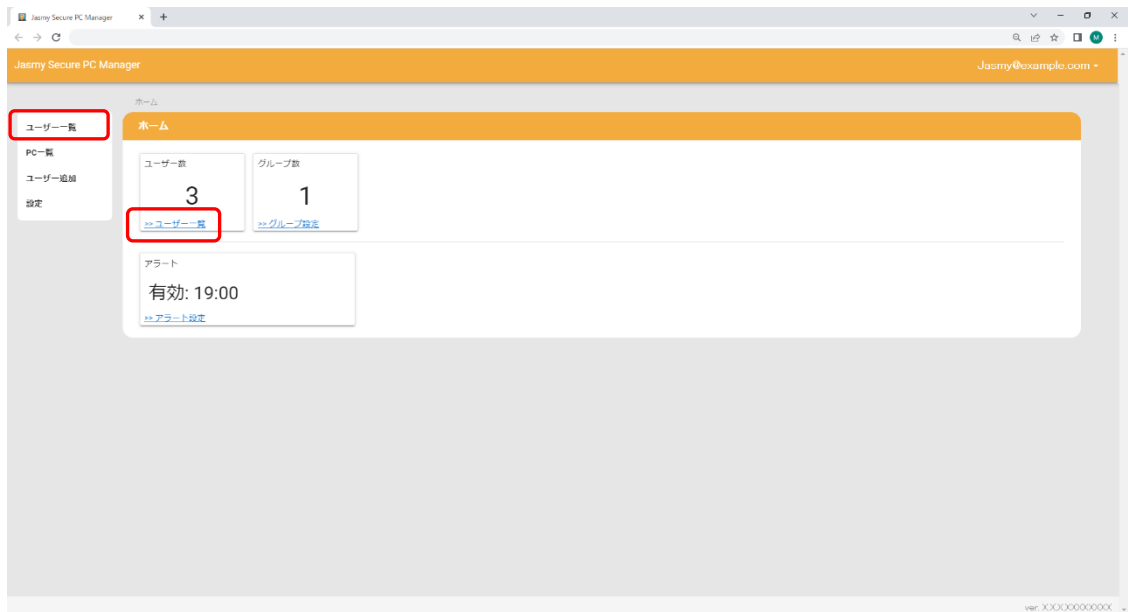 Jasmy Secure PC Manager
Jasmy Secure PC Manager
Jasmy@example.com
ホーム
ユーザー一覧
PC一覧
ユーザー追加
設定
ホーム
ユーザー数
3
>> ユーザー一覧
グループ数
1
>> グループ設定
アラート
有効: 19:00
>> アラート設定
M
ver. XXXXXXXXXXX